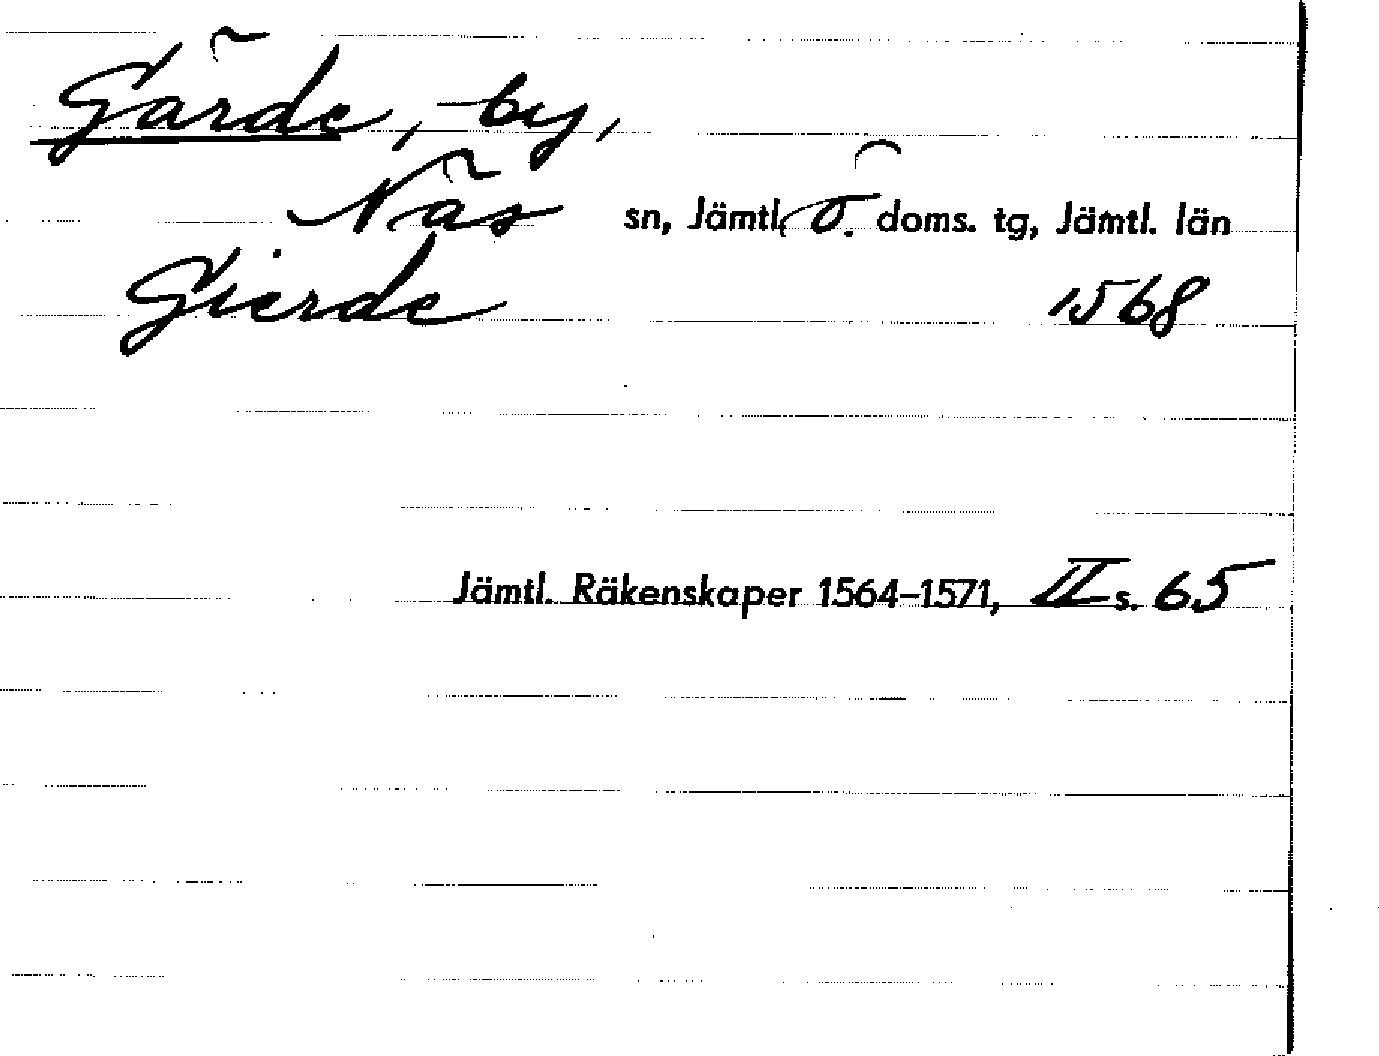 Gärde, by,
Näs sn, Jämtl. ö. doms. tg, Jämtl. län
Gierde 1568
Jämtl. Räkenskaper 1564-1571, II s. 65